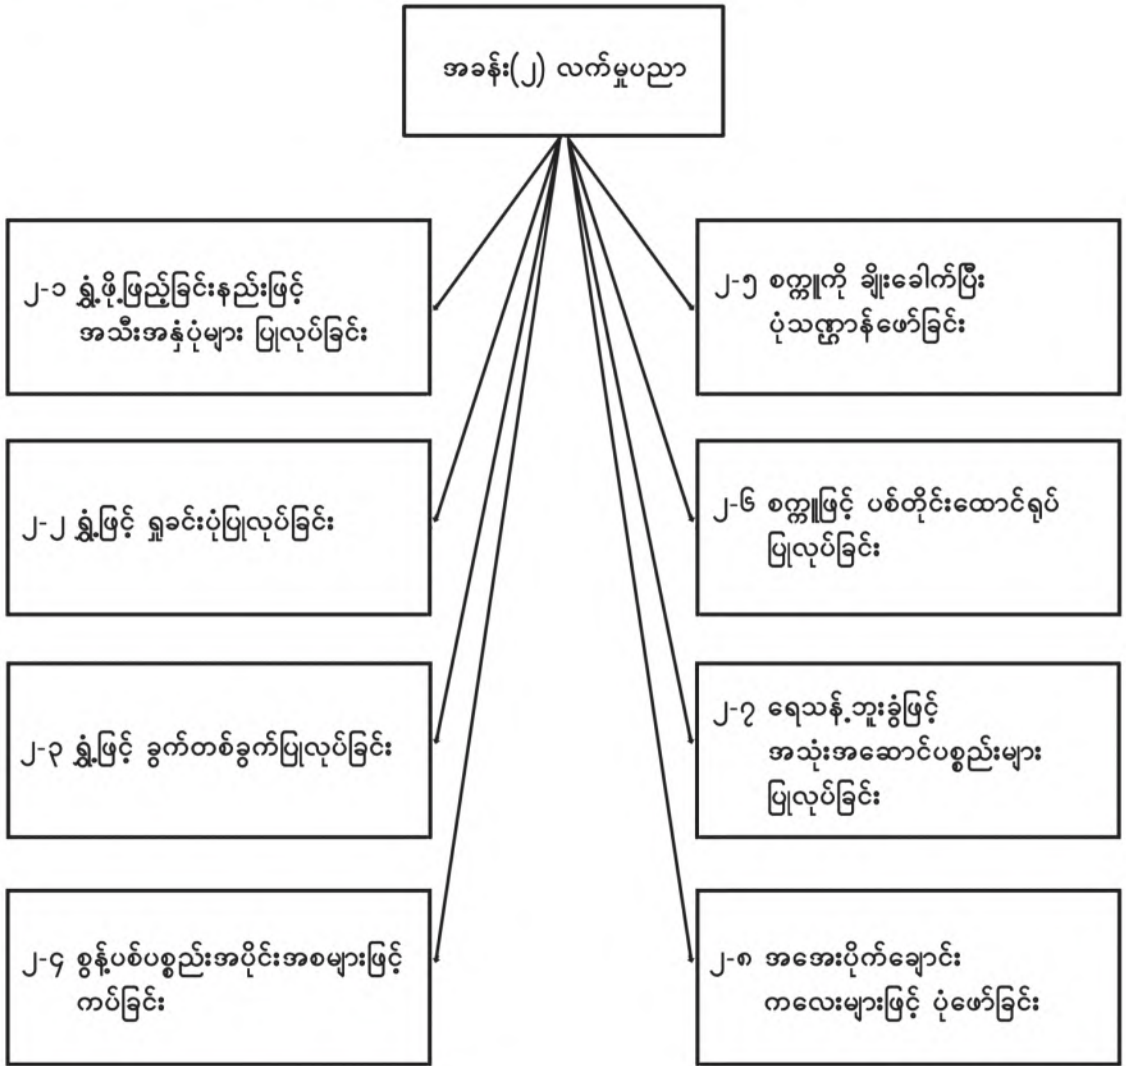 အခန်း(၂) လက်မှုပညာ
၂-၁ ရွှံ့ဖို့ဖြည့်ခြင်းနည်းဖြင့်
အသီးအနှံပုံများ ပြုလုပ်ခြင်း
၂-၂ ရွှံ့ဖြင့် ရှုခင်းပုံပြုလုပ်ခြင်း
၂-၃ ရွှံ့ဖြင့် ခွက်တစ်ခွက်ပြုလုပ်ခြင်း
၂-၄ စွန့်ပစ်ပစ္စည်းအပိုင်းအစများဖြင့်
ကပ်ခြင်း
၂-၅ စက္ကူကို ချိုးခေါက်ပြီး
ပုံသဏ္ဌာန်ဖော်ခြင်း
၂-၆ စက္ကူဖြင့် ပစ်တိုင်းထောင်ရုပ်
ပြုလုပ်ခြင်း
၂-၇ ရေသန့်ဘူးခွံဖြင့်
အသုံးအဆောင်ပစ္စည်းများ
ပြုလုပ်ခြင်း
၂-၈ အအေးပိုက်ချောင်း
ကလေးများဖြင့် ပုံဖော်ခြင်း